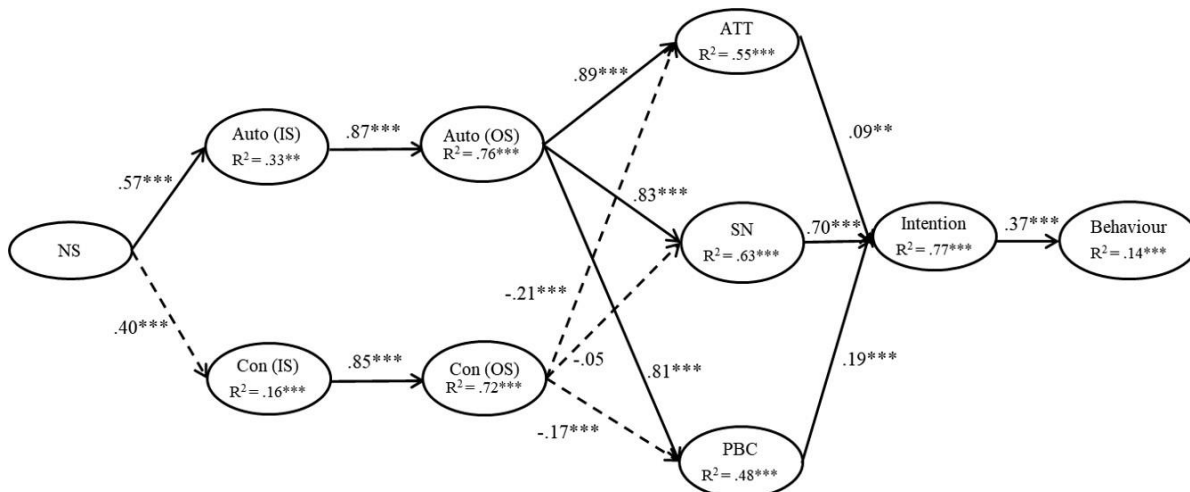 ATT
R² = .55***
.89***
Auto (IS)
R² = .33**
.87***
Auto (OS)
R² = .76***
.09**
.57***
.83***
SN
R² = .63***
.70***
Intention
R² = .77***
.37***
Behaviour
R² = .14***
NS
-.21***
.40***
-.05
Con (IS)
R² = .16***
.85***
Con (OS)
R² = .72***
.81***
.19***
-.17***
PBC
R² = .48***